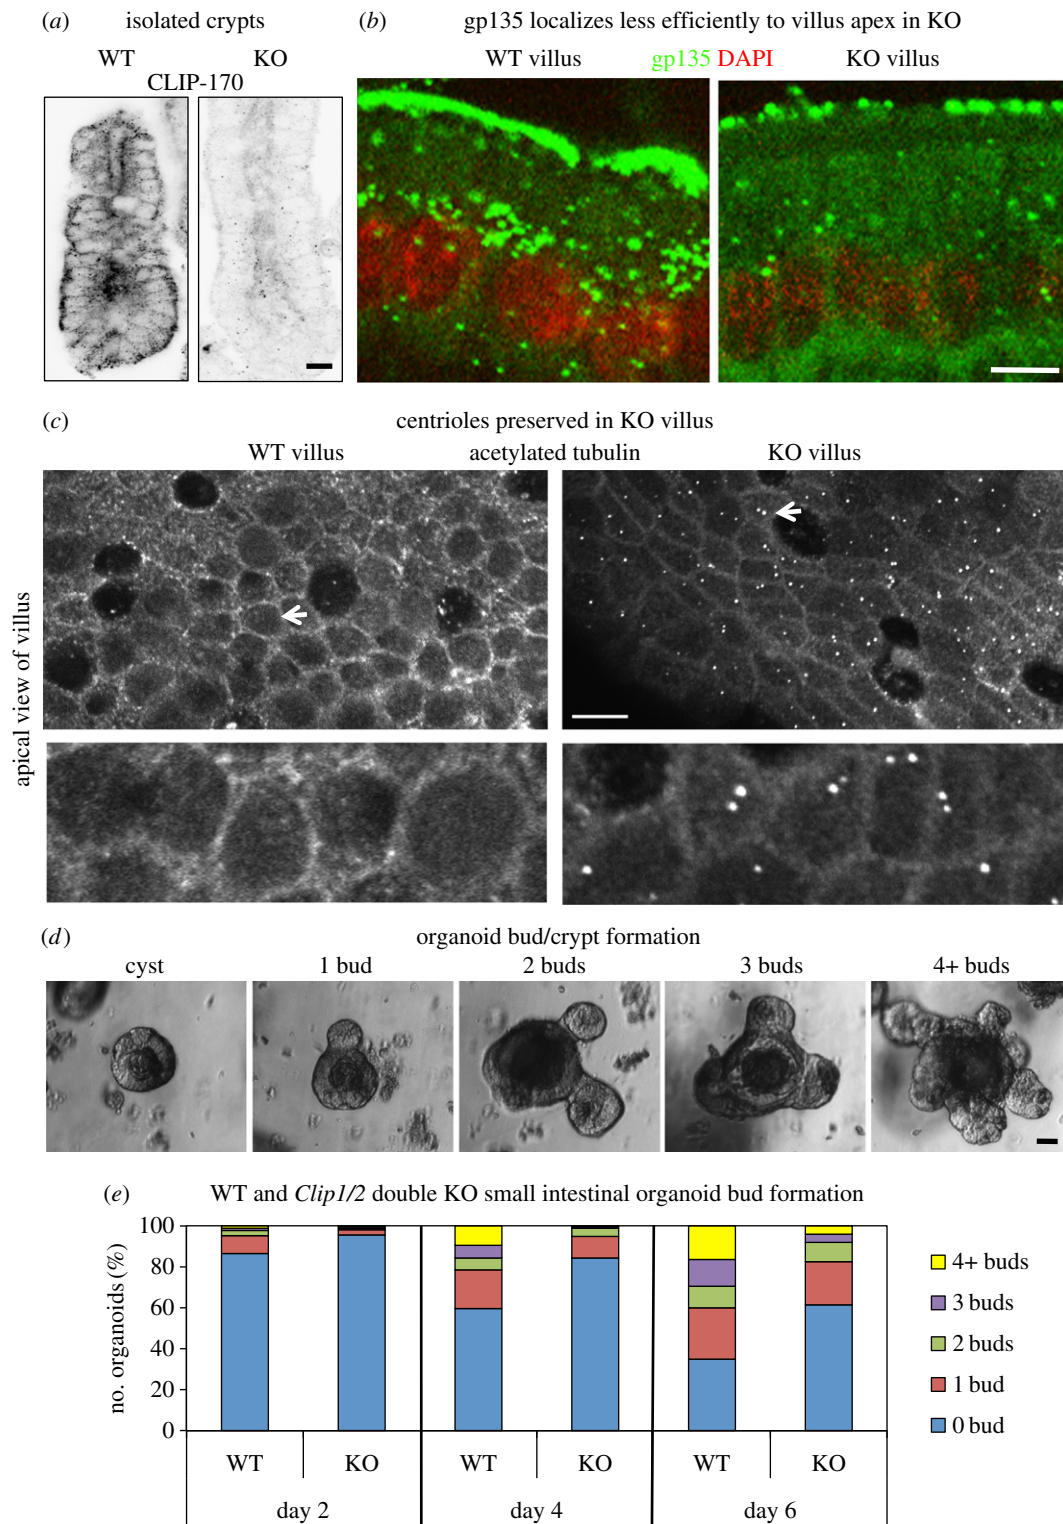 (a) isolated crypts
WT KO
CLIP-170
(b) gp135 localizes less efficiently to villus apex in KO
WT villus gp135 DAPI KO villus
(c) centrioles preserved in KO villus
WT villus acetylated tubulin KO villus
apical view of villus
(d) organoid bud/crypt formation
cyst 1 bud 2 buds 3 buds 4+ buds
(e) WT and Clip1/2 double KO small intestinal organoid bud formation
no. organoids (%)
100
80
60
40
20
0
WT KO WT KO WT KO
day 2 day 4 day 6
4+ buds
3 buds
2 buds
1 bud
0 bud